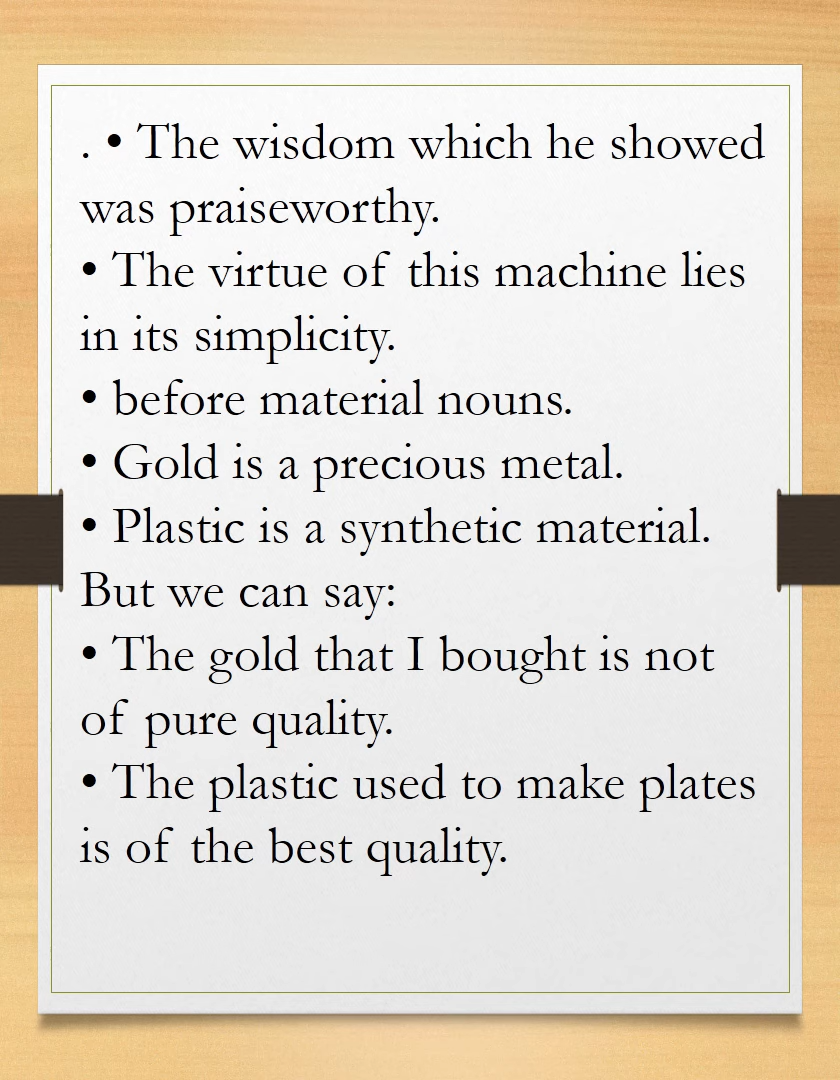 . • The wisdom which he showed
was praiseworthy.
• The virtue of this machine lies
in its simplicity.
• before material nouns.
• Gold is a precious metal.
• Plastic is a synthetic material.
But we can say:
• The gold that I bought is not
of pure quality.
• The plastic used to make plates
is of the best quality.